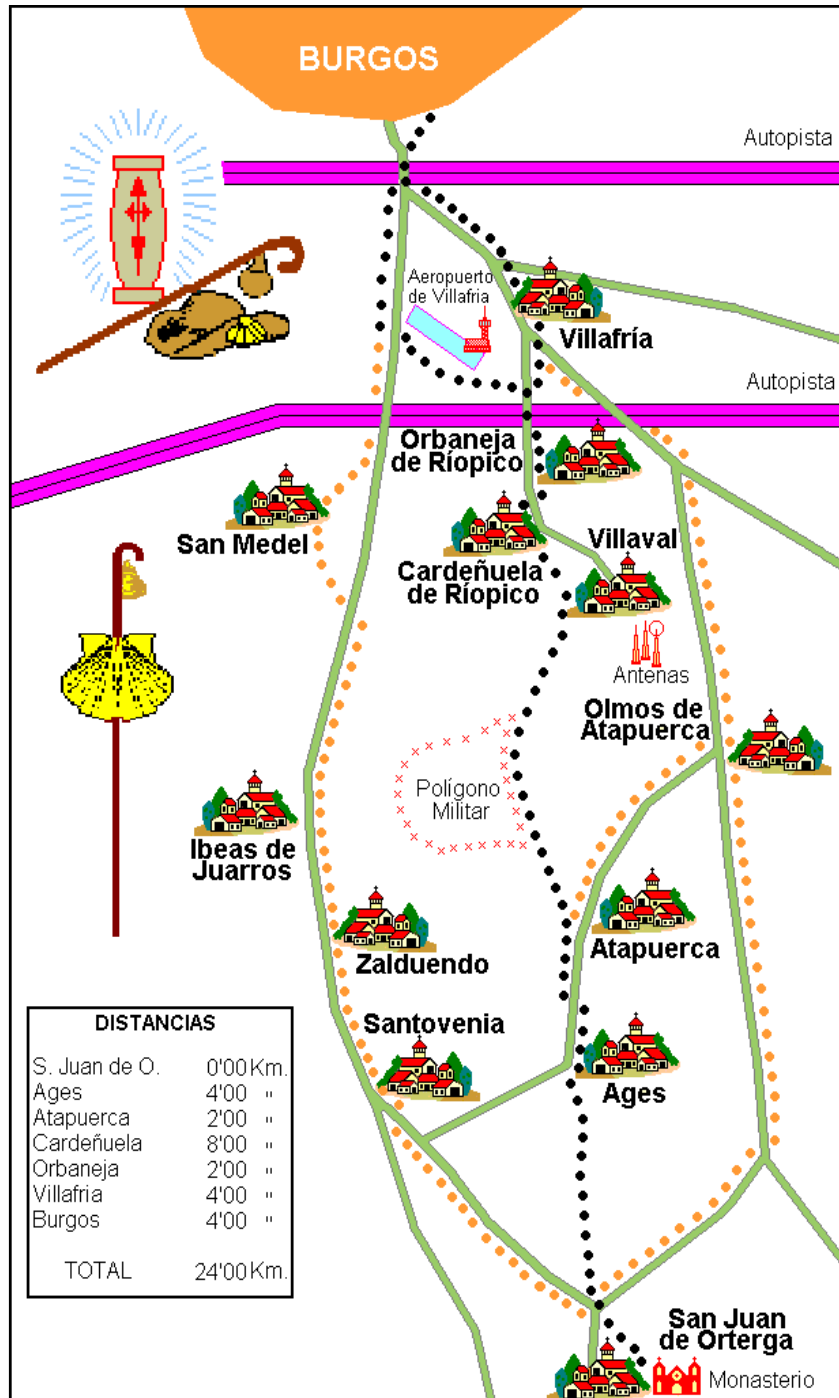 BURGOS
Autopista
Aeropuerto
de Villafria
Villafría
Autopista
Orbaneja
de Ríopico
San Medel
Cardeñuela
de Ríopico
Villaval
Antenas
Olmos de
Atapuerca
Polígono
Militar
Ibeas de
Juarros
Zalduendo
Atapuerca
Santovenia
Ages
DISTANCIAS
S. Juan de O. 0'00 Km.
Ages 4'00 "
Atapuerca 2'00 "
Cardeñuela 8'00 "
Orbaneja 2'00 "
Villafria 4'00 "
Burgos 4'00 "
TOTAL 24'00 Km.
San Juan
de Orterga
Monasterio